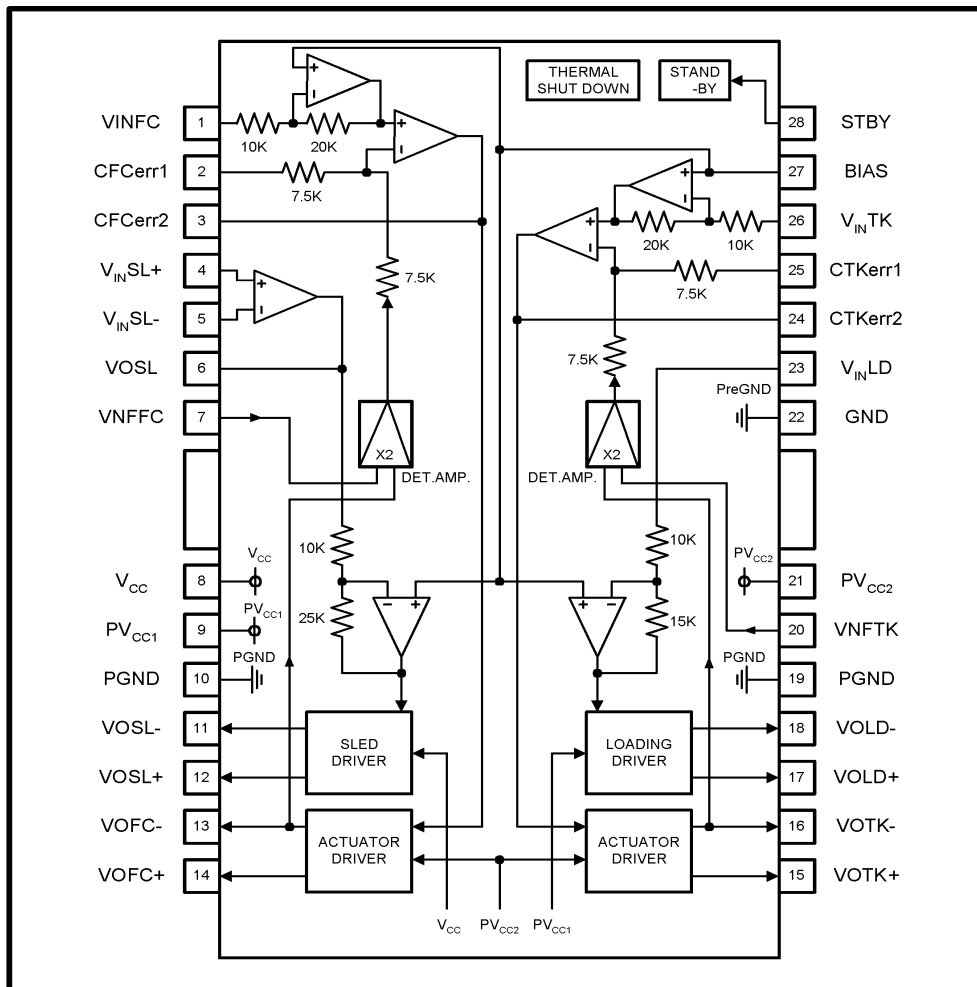 THERMAL
SHUT DOWN
STAND
-BY
VINFC 1
10K
20K
+
-
+
-
CFCerr1 2
7.5K
CFCerr2 3
VINSL+ 4
+
-
VINSL- 5
7.5K
VOSL 6
VNFFC 7
X2
DET.AMP.
10K
25K
- +
VCC 8
VCC
PVCC1 9
PVCC1
PGND 10
PGND
VOSL- 11
VOSL+ 12
SLED
DRIVER
VOFC- 13
VOFC+ 14
ACTUATOR
DRIVER
VCC
PVCC2
PVCC1
28 STBY
27 BIAS
+
-
26 VINTK
+
-
20K
10K
25 CTKerr1
7.5K
24 CTKerr2
7.5K
23 VINLD
PreGND
22 GND
X2
DET.AMP.
10K
15K
+ -
PVCC2
21 PVCC2
20 VNFTK
PGND
19 PGND
18 VOLD-
17 VOLD+
LOADING
DRIVER
16 VOTK-
15 VOTK+
ACTUATOR
DRIVER